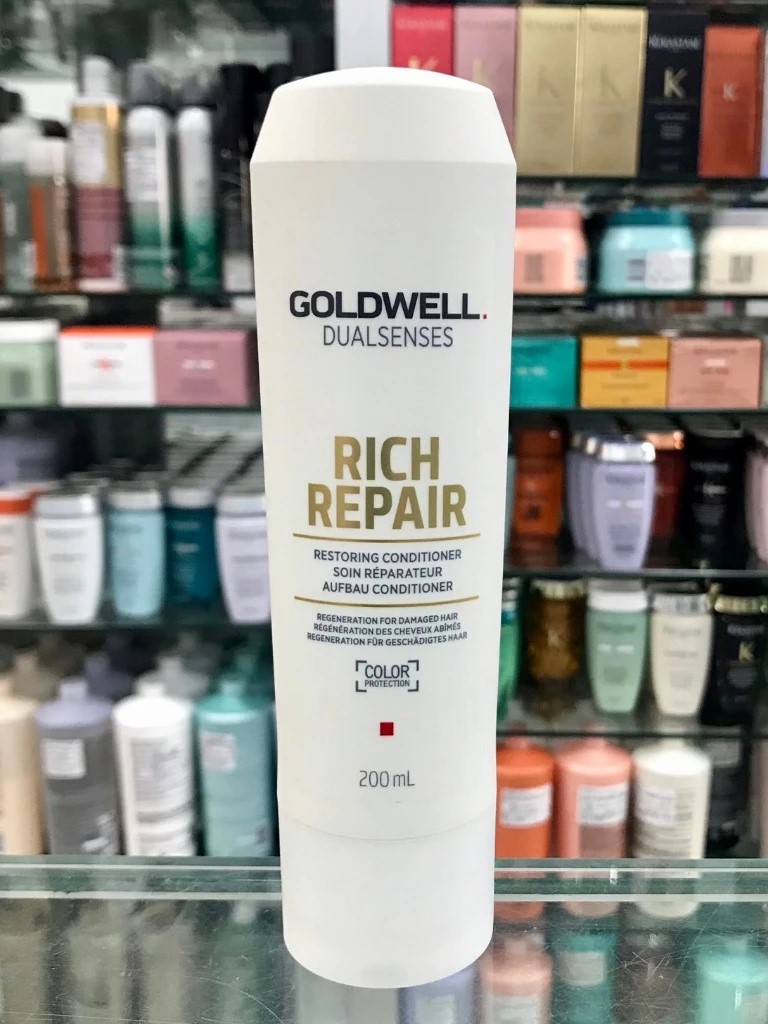 GOLDWELL.
DUALSENSES
RICH
REPAIR
RESTORING CONDITIONER
SOIN RÉPARATEUR
AUFBAU CONDITIONER
REGENERATION FOR DAMAGED HAIR
RÉGÉNÉRATION DES CHEVEUX ABÎMÉS
REGENERATION FÜR GESCHÄDIGTES HAAR
COLOR
PROTECTION
200 mL
KERASTASE
K
K
K
K
K